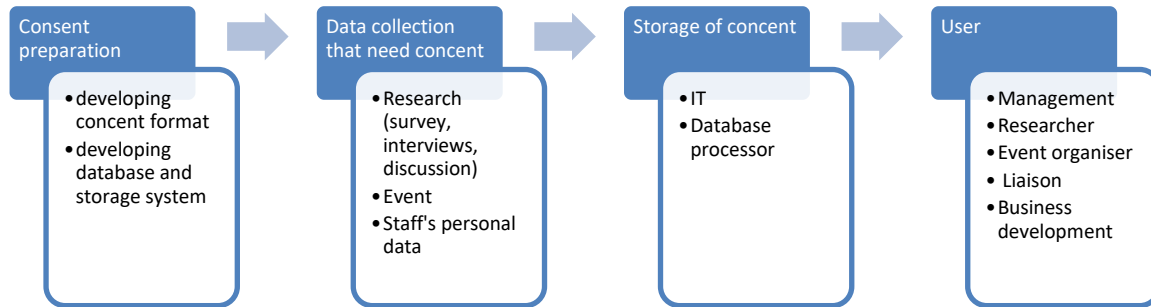 Consent
preparation
•developing
concent format
•developing
database and
storage system
Data collection
that need concent
•Research
(survey,
interviews,
discussion)
•Event
•Staff's personal
data
Storage of concent
•IT
•Database
processor
User
•Management
•Researcher
•Event organiser
• Liaison
•Business
development